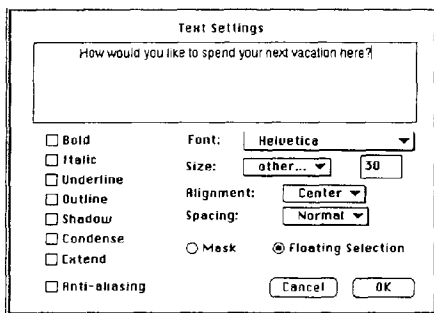 Text Settings
How would you like to spend your next vacation here?
Bold
Italic
Underline
Outline
Shadow
Condense
Extend
Anti-aliasing
Font: Helvetica
Size: other... 30
Alignment: Center
Spacing: Normal
Mask Floating Selection
Cancel OK